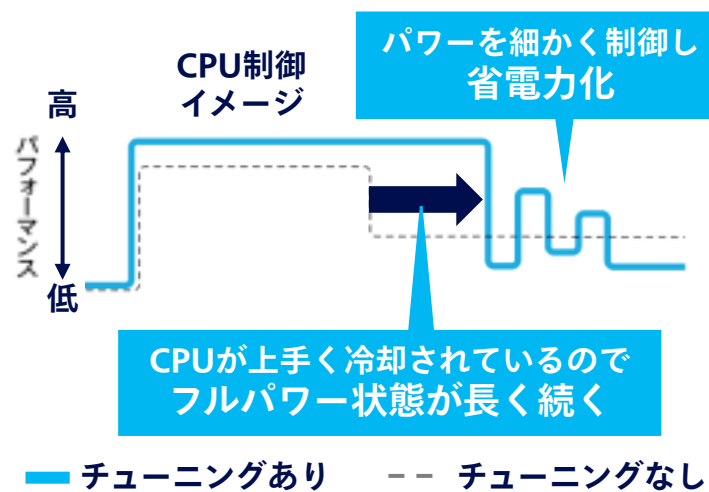 パワーを細かく制御し
省電力化
CPU制御
イメージ
高
パフォーマンス
低
CPUが上手く冷却されているので
フルパワー状態が長く続く
チューニングあり
チューニングなし